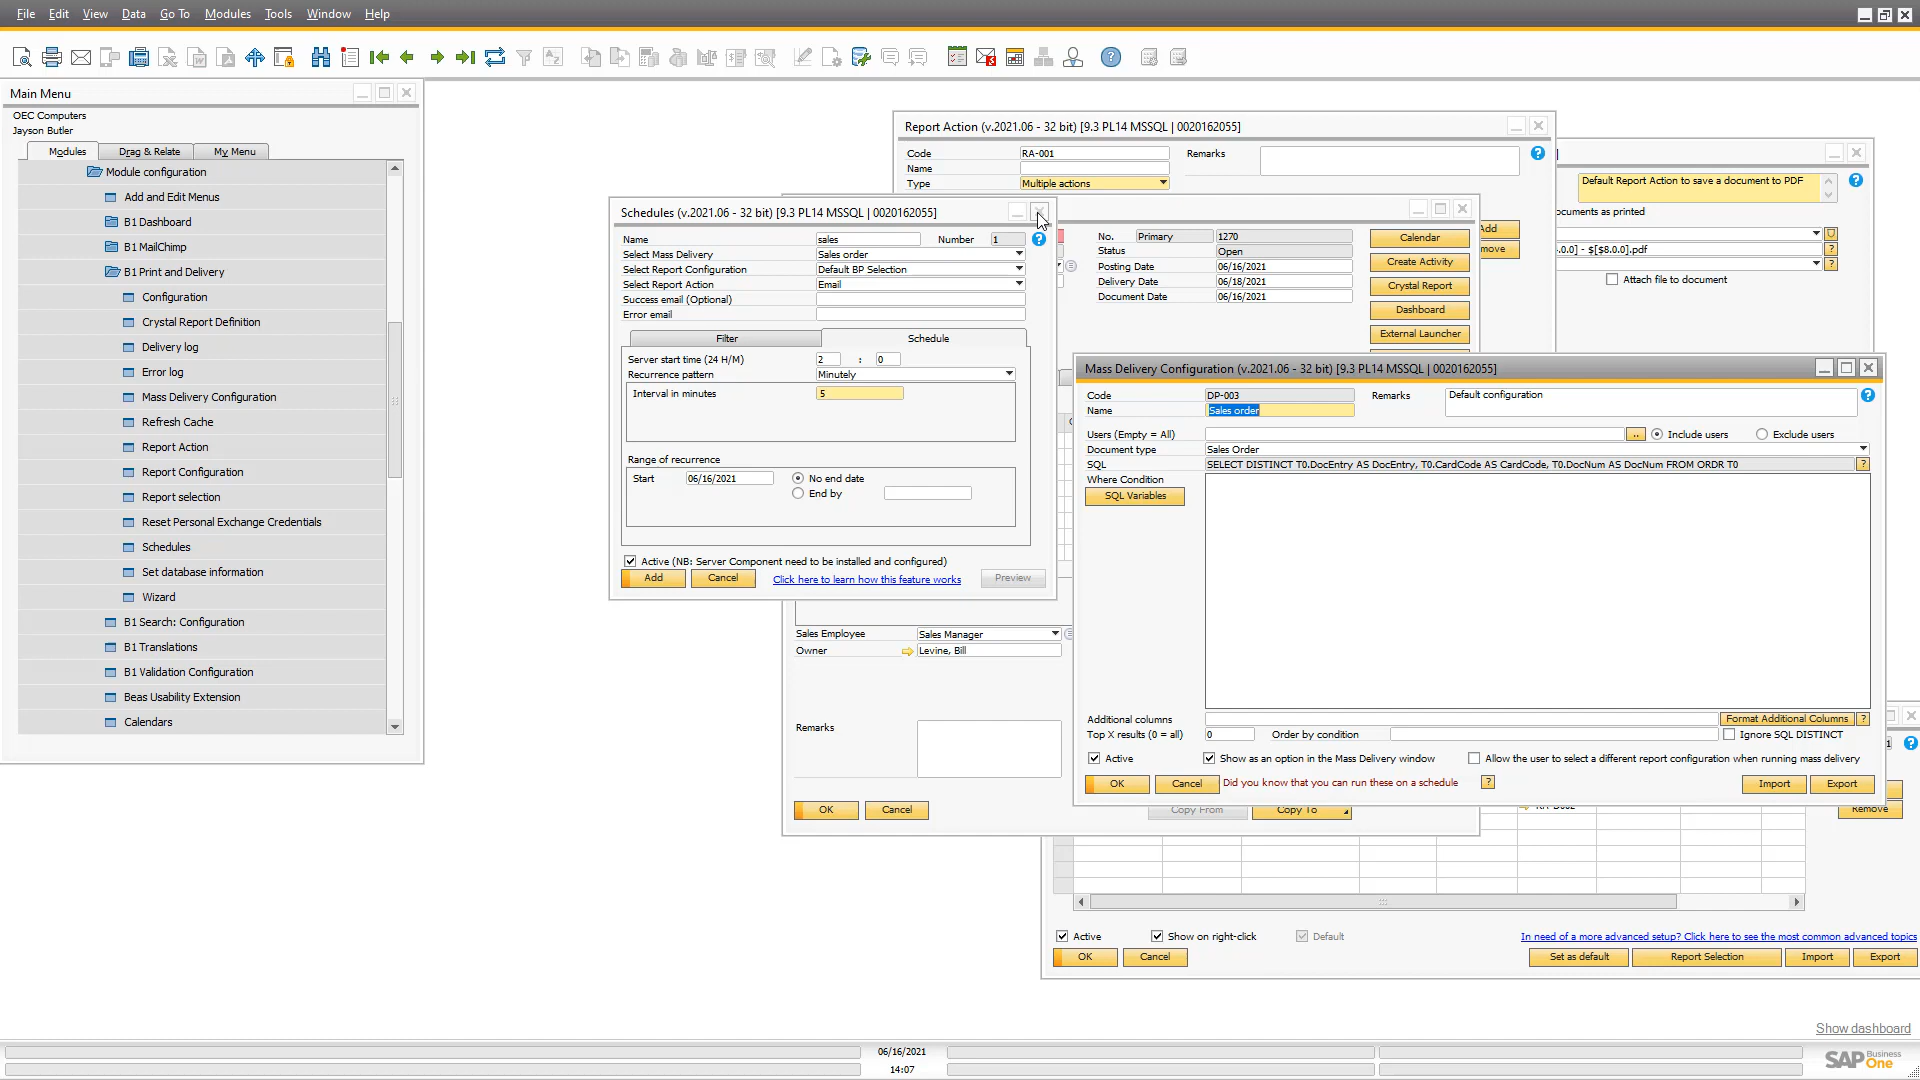 File Edit View Data Go To Modules Tools Window Help
Main Menu
OEC Computers
Jayson Butler
Modules Drag & Relate My Menu
Module configuration
Add and Edit Menus
B1 Dashboard
B1 MailChimp
B1 Print and Delivery
Configuration
Crystal Report Definition
Delivery log
Error log
Mass Delivery Configuration
Refresh Cache
Report Action
Report Configuration
Report selection
Reset Personal Exchange Credentials
Schedules
Set database information
Wizard
B1 Search: Configuration
B1 Translations
B1 Validation Configuration
Beas Usability Extension
Calendars
Report Action (v.2021.06 - 32 bit) [9.3 PL14 MSSQL | 0020162055]
Code RA-001 Remarks
Name
Type Multiple actions
Default Report Action to save a document to PDF
ocuments as printed
.0.0] - $[$8.0.0].pdf
Attach file to document
Schedules (v.2021.06 - 32 bit) [9.3 PL14 MSSQL | 0020162055]
Name sales Number 1
Select Mass Delivery Sales order
Select Report Configuration Default BP Selection
Select Report Action Email
Success email (Optional)
Error email
Filter Schedule
Server start time (24 H/M) 2 : 0
Recurrence pattern Minutely
Interval in minutes 5
Range of recurrence
Start 06/16/2021 No end date
End by
Active (NB: Server Component need to be installed and configured)
Add Cancel Click here to learn how this feature works Preview
No. Primary 1270
Status Open
Posting Date 06/16/2021
Delivery Date 06/18/2021
Document Date 06/16/2021
Calendar
Create Activity
Crystal Report
Dashboard
External Launcher
dd
move
Sales Employee Sales Manager
Owner Levine, Bill
Remarks
OK Cancel Copy From Copy To
Mass Delivery Configuration (v.2021.06 - 32 bit) [9.3 PL14 MSSQL | 0020162055]
Code DP-003 Remarks Default configuration
Name Sales order
Users (Empty = All) .. Include users Exclude users
Document type Sales Order
SQL SELECT DISTINCT T0.DocEntry AS DocEntry, T0.CardCode AS CardCode, T0.DocNum AS DocNum FROM ORDR T0 ?
Where Condition
SQL Variables
Additional columns Format Additional Columns ?
Top X results (0 = all) 0 Order by condition Ignore SQL DISTINCT
Active Show as an option in the Mass Delivery window Allow the user to select a different report configuration when running mass delivery
OK Cancel Did you know that you can run these on a schedule ? Import Export
Remove
Active Show on right-click Default In need of a more advanced setup? Click here to see the most common advanced topics
OK Cancel Set as default Report Selection Import Export
Show dashboard
06/16/2021
14:07
SAP Business One